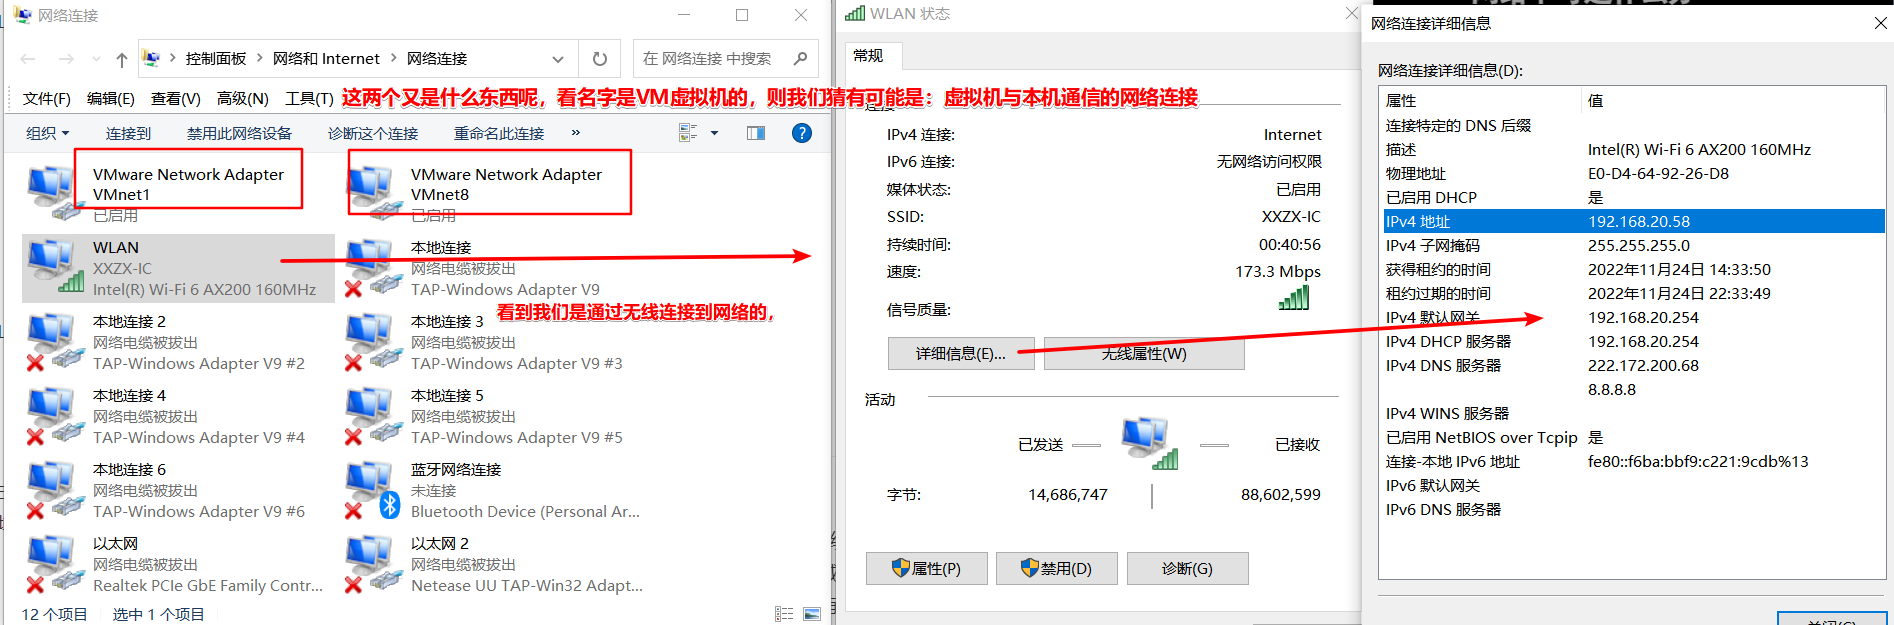 网络连接
控制面板 › 网络和 Internet › 网络连接
在 网络连接 中搜索
文件(F) 编辑(E) 查看(V) 高级(N) 工具(T)
这两个又是什么东西呢，看名字是VM虚拟机的，则我们猜有可能是：虚拟机与本机通信的网络连接
组织 连接到 禁用此网络设备 诊断这个连接 重命名此连接 »
VMware Network Adapter
VMnet1
已启用
VMware Network Adapter
VMnet8
已启用
WLAN
XXZX-IC
Intel(R) Wi-Fi 6 AX200 160MHz
本地连接
网络电缆被拔出
TAP-Windows Adapter V9
看到我们是通过无线连接到网络的，
本地连接 2
网络电缆被拔出
TAP-Windows Adapter V9 #2
本地连接 3
网络电缆被拔出
TAP-Windows Adapter V9 #3
本地连接 4
网络电缆被拔出
TAP-Windows Adapter V9 #4
本地连接 5
网络电缆被拔出
TAP-Windows Adapter V9 #5
本地连接 6
网络电缆被拔出
TAP-Windows Adapter V9 #6
蓝牙网络连接
未连接
Bluetooth Device (Personal Ar...
以太网
网络电缆被拔出
Realtek PCIe GbE Family Contr...
以太网 2
网络电缆被拔出
Netease UU TAP-Win32 Adapt...
12 个项目 选中 1 个项目
WLAN 状态
常规
连接
IPv4 连接: Internet
IPv6 连接: 无网络访问权限
媒体状态: 已启用
SSID: XXZX-IC
持续时间: 00:40:56
速度: 173.3 Mbps
信号质量:
详细信息(E)... 无线属性(W)
活动
已发送 已接收
字节: 14,686,747 88,602,599
属性(P) 禁用(D) 诊断(G)
网络连接详细信息
网络连接详细信息(D):
属性 值
连接特定的 DNS 后缀
描述 Intel(R) Wi-Fi 6 AX200 160MHz
物理地址 E0-D4-64-92-26-D8
已启用 DHCP 是
IPv4 地址 192.168.20.58
IPv4 子网掩码 255.255.255.0
获得租约的时间 2022年11月24日 14:33:50
租约过期的时间 2022年11月24日 22:33:49
IPv4 默认网关 192.168.20.254
IPv4 DHCP 服务器 192.168.20.254
IPv4 DNS 服务器 222.172.200.68
8.8.8.8
IPv4 WINS 服务器
已启用 NetBIOS over Tcpip 是
连接-本地 IPv6 地址 fe80::f6ba:bbf9:c221:9cdb%13
IPv6 默认网关
IPv6 DNS 服务器